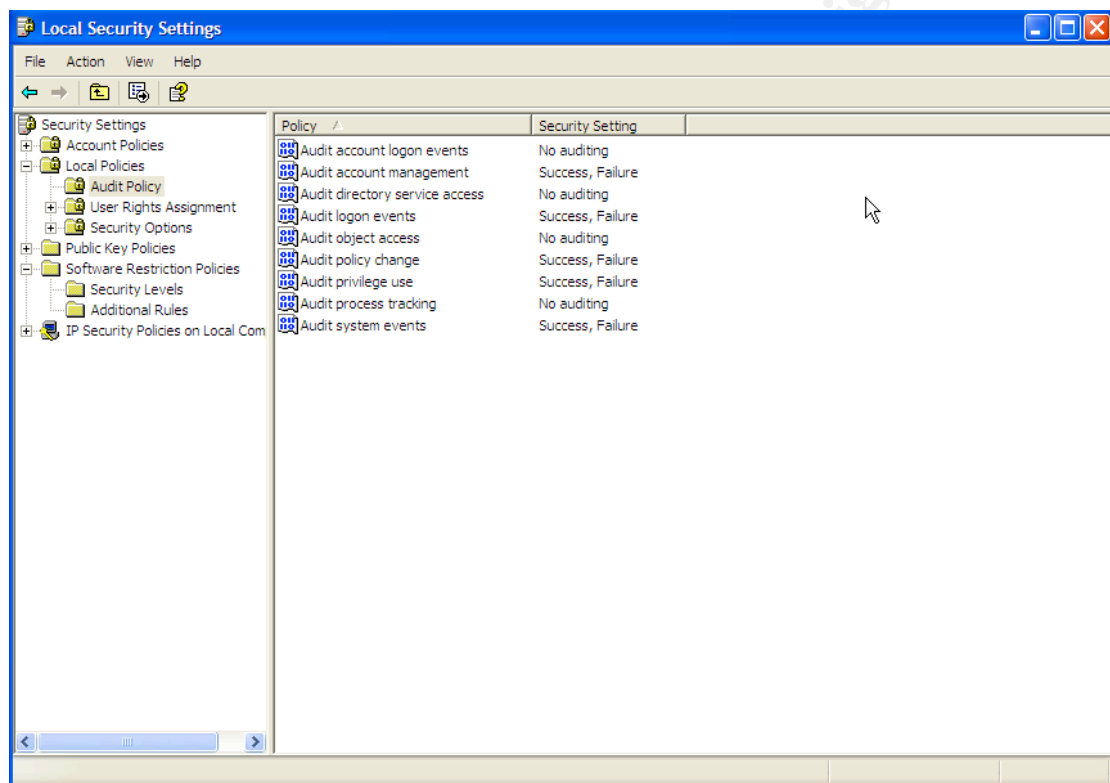 Local Security Settings
File Action View Help
Security Settings
Account Policies
Local Policies
Audit Policy
User Rights Assignment
Security Options
Public Key Policies
Software Restriction Policies
Security Levels
Additional Rules
IP Security Policies on Local Com
Policy Security Setting
Audit account logon events No auditing
Audit account management Success, Failure
Audit directory service access No auditing
Audit logon events Success, Failure
Audit object access No auditing
Audit policy change Success, Failure
Audit privilege use Success, Failure
Audit process tracking No auditing
Audit system events Success, Failure